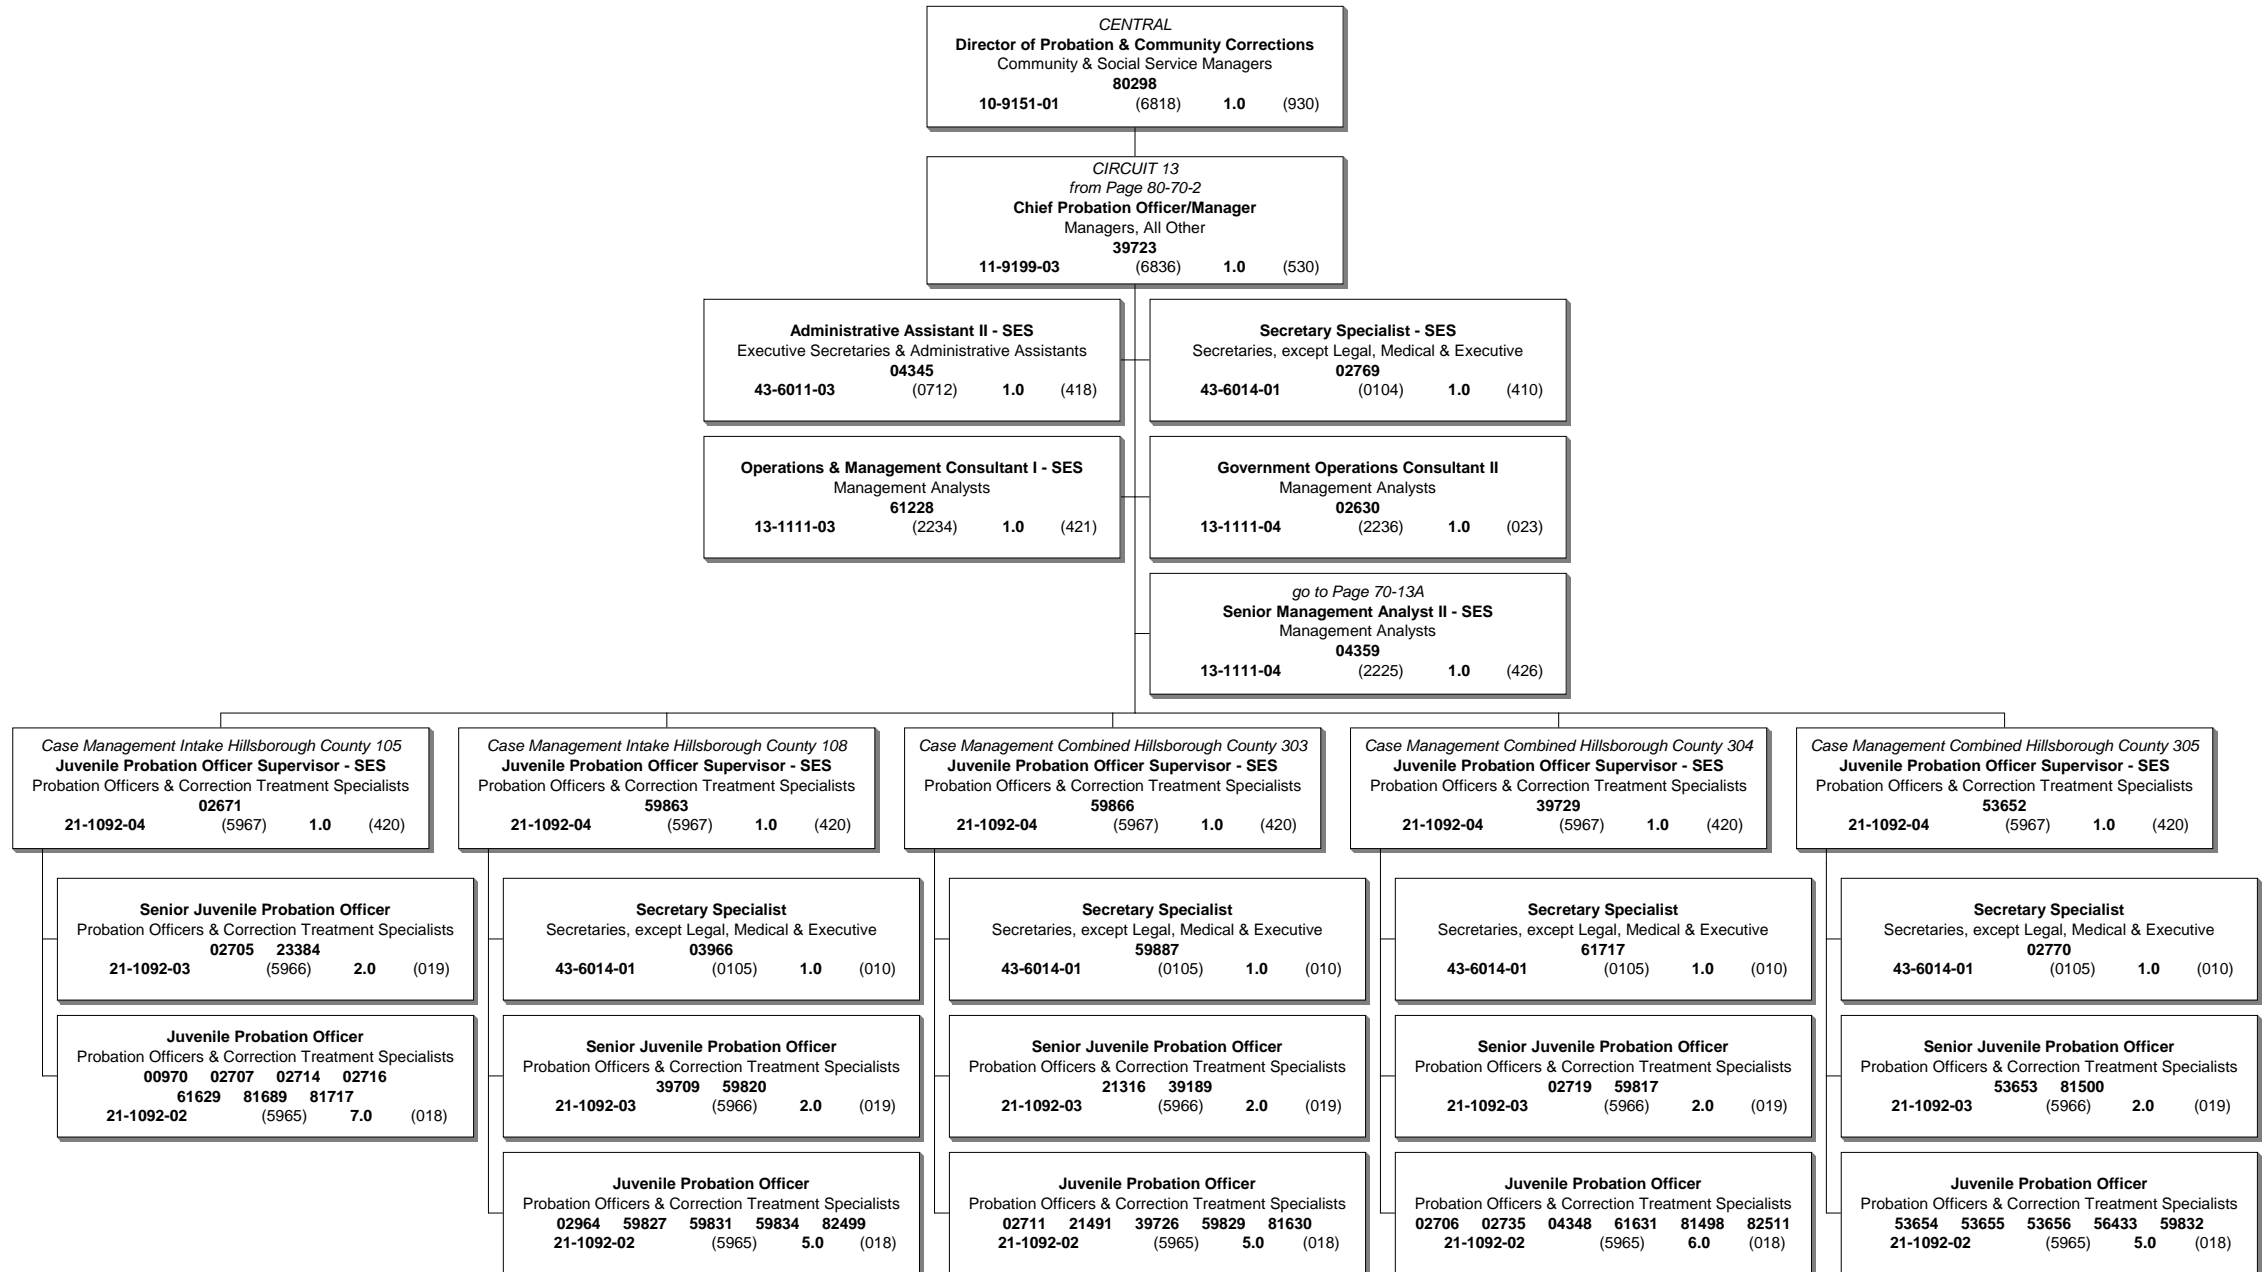 CENTRAL
Director of Probation & Community Corrections
Community & Social Service Managers
80298
10-9151-01 (6818) 1.0 (930)
CIRCUIT 13
from Page 80-70-2
Chief Probation Officer/Manager
Managers, All Other
39723
11-9199-03 (6836) 1.0 (530)
Administrative Assistant II - SES
Executive Secretaries & Administrative Assistants
04345
43-6011-03 (0712) 1.0 (418)
Secretary Specialist - SES
Secretaries, except Legal, Medical & Executive
02769
43-6014-01 (0104) 1.0 (410)
Operations & Management Consultant I - SES
Management Analysts
61228
13-1111-03 (2234) 1.0 (421)
Government Operations Consultant II
Management Analysts
02630
13-1111-04 (2236) 1.0 (023)
go to Page 70-13A
Senior Management Analyst II - SES
Management Analysts
04359
13-1111-04 (2225) 1.0 (426)
Case Management Intake Hillsborough County 105
Juvenile Probation Officer Supervisor - SES
Probation Officers & Correction Treatment Specialists
02671
21-1092-04 (5967) 1.0 (420)
Senior Juvenile Probation Officer
Probation Officers & Correction Treatment Specialists
02705 23384
21-1092-03 (5966) 2.0 (019)
Juvenile Probation Officer
Probation Officers & Correction Treatment Specialists
00970 02707 02714 02716
61629 81689 81717
21-1092-02 (5965) 7.0 (018)
Case Management Intake Hillsborough County 108
Juvenile Probation Officer Supervisor - SES
Probation Officers & Correction Treatment Specialists
59863
21-1092-04 (5967) 1.0 (420)
Secretary Specialist
Secretaries, except Legal, Medical & Executive
03966
43-6014-01 (0105) 1.0 (010)
Senior Juvenile Probation Officer
Probation Officers & Correction Treatment Specialists
39709 59820
21-1092-03 (5966) 2.0 (019)
Juvenile Probation Officer
Probation Officers & Correction Treatment Specialists
02964 59827 59831 59834 82499
21-1092-02 (5965) 5.0 (018)
Case Management Combined Hillsborough County 303
Juvenile Probation Officer Supervisor - SES
Probation Officers & Correction Treatment Specialists
59866
21-1092-04 (5967) 1.0 (420)
Secretary Specialist
Secretaries, except Legal, Medical & Executive
59887
43-6014-01 (0105) 1.0 (010)
Senior Juvenile Probation Officer
Probation Officers & Correction Treatment Specialists
21316 39189
21-1092-03 (5966) 2.0 (019)
Juvenile Probation Officer
Probation Officers & Correction Treatment Specialists
02711 21491 39726 59829 81630
21-1092-02 (5965) 5.0 (018)
Case Management Combined Hillsborough County 304
Juvenile Probation Officer Supervisor - SES
Probation Officers & Correction Treatment Specialists
39729
21-1092-04 (5967) 1.0 (420)
Secretary Specialist
Secretaries, except Legal, Medical & Executive
61717
43-6014-01 (0105) 1.0 (010)
Senior Juvenile Probation Officer
Probation Officers & Correction Treatment Specialists
02719 59817
21-1092-03 (5966) 2.0 (019)
Juvenile Probation Officer
Probation Officers & Correction Treatment Specialists
02706 02735 04348 61631 81498 82511
21-1092-02 (5965) 6.0 (018)
Case Management Combined Hillsborough County 305
Juvenile Probation Officer Supervisor - SES
Probation Officers & Correction Treatment Specialists
53652
21-1092-04 (5967) 1.0 (420)
Secretary Specialist
Secretaries, except Legal, Medical & Executive
02770
43-6014-01 (0105) 1.0 (010)
Senior Juvenile Probation Officer
Probation Officers & Correction Treatment Specialists
53653 81500
21-1092-03 (5966) 2.0 (019)
Juvenile Probation Officer
Probation Officers & Correction Treatment Specialists
53654 53655 53656 56433 59832
21-1092-02 (5965) 5.0 (018)